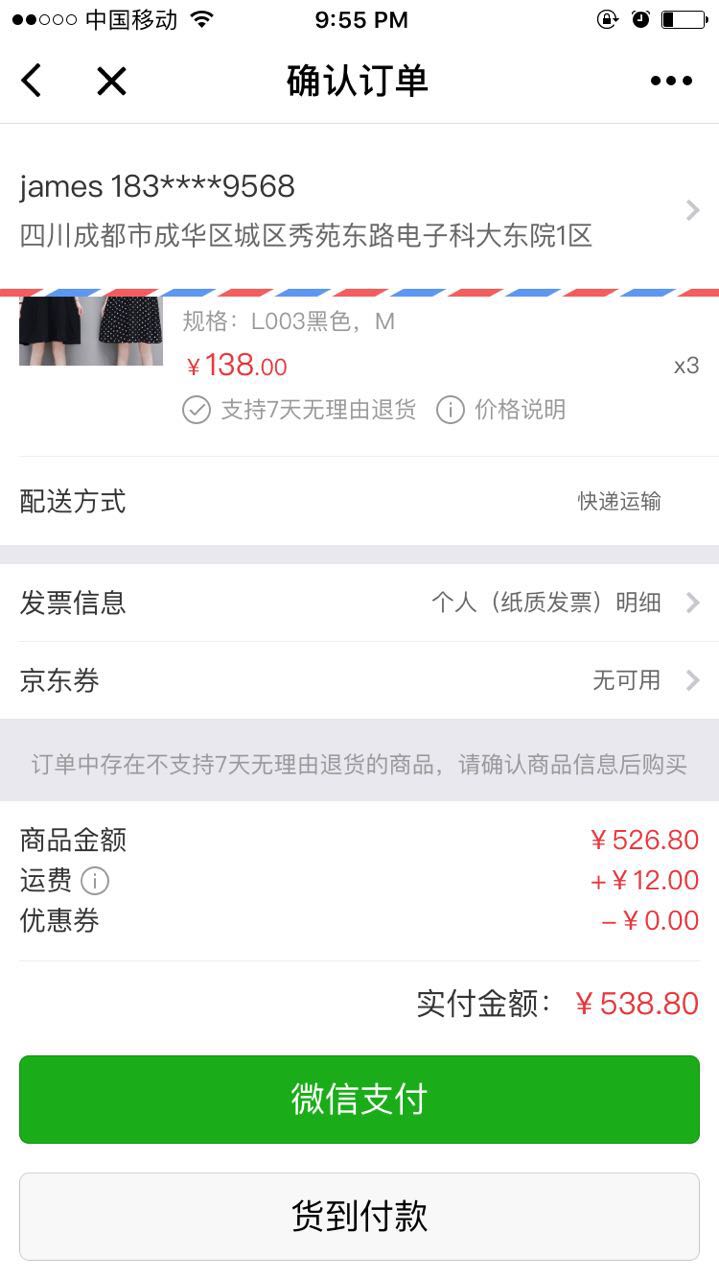 中国移动 9:55 PM
确认订单
james 183****9568
四川成都市成华区城区秀苑东路电子科大东院1区
规格：L003黑色，M
￥138.00 x3
支持7天无理由退货 价格说明
配送方式 快递运输
发票信息 个人（纸质发票）明细
京东券 无可用
订单中存在不支持7天无理由退货的商品，请确认商品信息后购买
商品金额 ￥526.80
运费 +￥12.00
优惠券 -￥0.00
实付金额：￥538.80
微信支付
货到付款